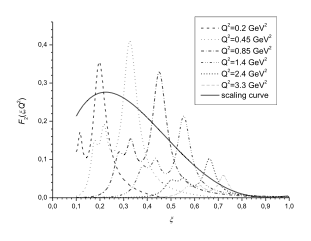 Q²=0.2 GeV²
Q²=0.45 GeV²
Q²=0.85 GeV²
Q²=1.4 GeV²
Q²=2.4 GeV²
Q²=3.3 GeV²
scaling curve
F₂(ξ,Q²)
0,4
0,3
0,2
0,1
0,0
0,0 0,1 0,2 0,3 0,4 0,5 0,6 0,7 0,8 0,9 1,0
ξ